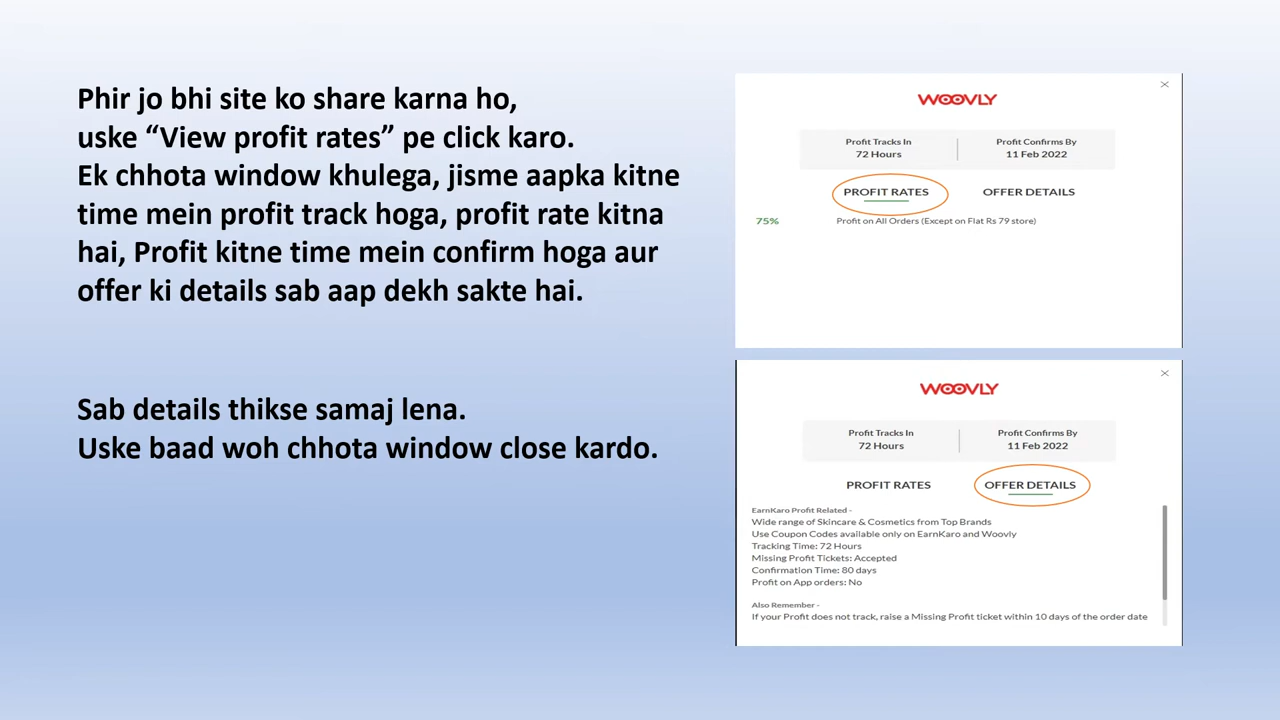 Phir jo bhi site ko share karna ho,
uske “View profit rates” pe click karo.
Ek chhota window khulega, jisme aapka kitne
time mein profit track hoga, profit rate kitna
hai, Profit kitne time mein confirm hoga aur
offer ki details sab aap dekh sakte hai.
Sab details thikse samaj lena.
Uske baad woh chhota window close kardo.
WOOVLY
Profit Tracks In
72 Hours
Profit Confirms By
11 Feb 2022
PROFIT RATES
OFFER DETAILS
75%
Profit on All Orders (Except on Flat Rs 79 store)
WOOVLY
Profit Tracks In
72 Hours
Profit Confirms By
11 Feb 2022
PROFIT RATES
OFFER DETAILS
EarnKaro Profit Related -
Wide range of Skincare & Cosmetics from Top Brands
Use Coupon Codes available only on EarnKaro and Woovly
Tracking Time: 72 Hours
Missing Profit Tickets: Accepted
Confirmation Time: 80 days
Profit on App orders: No
Also Remember -
If your Profit does not track, raise a Missing Profit ticket within 10 days of the order date